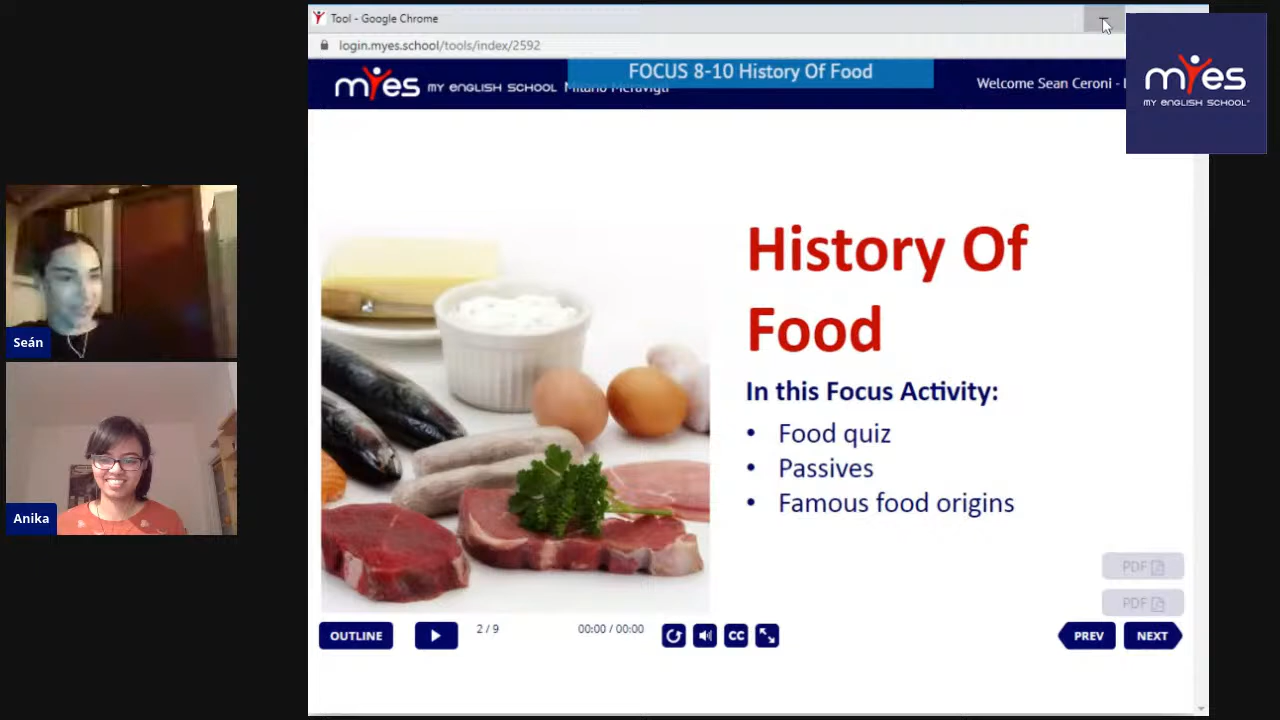 Tool - Google Chrome
login.myes.school/tools/index/2592
FOCUS 8-10 History Of Food
myes MY ENGLISH SCHOOL Milano Meravigli
Welcome Sean Ceroni -
myes
MY ENGLISH SCHOOL
History Of
Food
In this Focus Activity:
• Food quiz
• Passives
• Famous food origins
Seán
Anika
PDF
PDF
OUTLINE
2 / 9
00:00 / 00:00
CC
PREV
NEXT